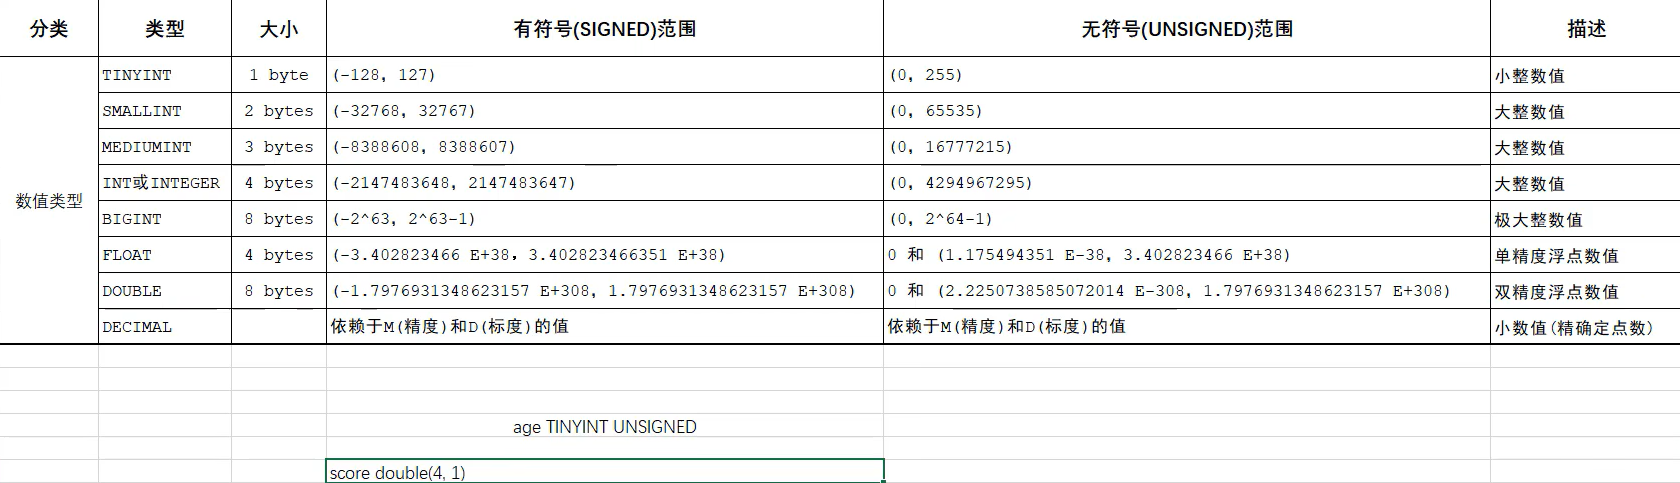 分类 类型 大小 有符号(SIGNED)范围 无符号(UNSIGNED)范围 描述
数值类型
TINYINT 1 byte (-128, 127) (0, 255) 小整数值
SMALLINT 2 bytes (-32768, 32767) (0, 65535) 大整数值
MEDIUMINT 3 bytes (-8388608, 8388607) (0, 16777215) 大整数值
INT或INTEGER 4 bytes (-2147483648, 2147483647) (0, 4294967295) 大整数值
BIGINT 8 bytes (-2^63, 2^63-1) (0, 2^64-1) 极大整数值
FLOAT 4 bytes (-3.402823466 E+38, 3.402823466351 E+38) 0 和 (1.175494351 E-38, 3.402823466 E+38) 单精度浮点数值
DOUBLE 8 bytes (-1.7976931348623157 E+308, 1.7976931348623157 E+308) 0 和 (2.2250738585072014 E-308, 1.7976931348623157 E+308) 双精度浮点数值
DECIMAL 依赖于M(精度)和D(标度)的值 依赖于M(精度)和D(标度)的值 小数值(精确定点数)
age TINYINT UNSIGNED
score double(4, 1)